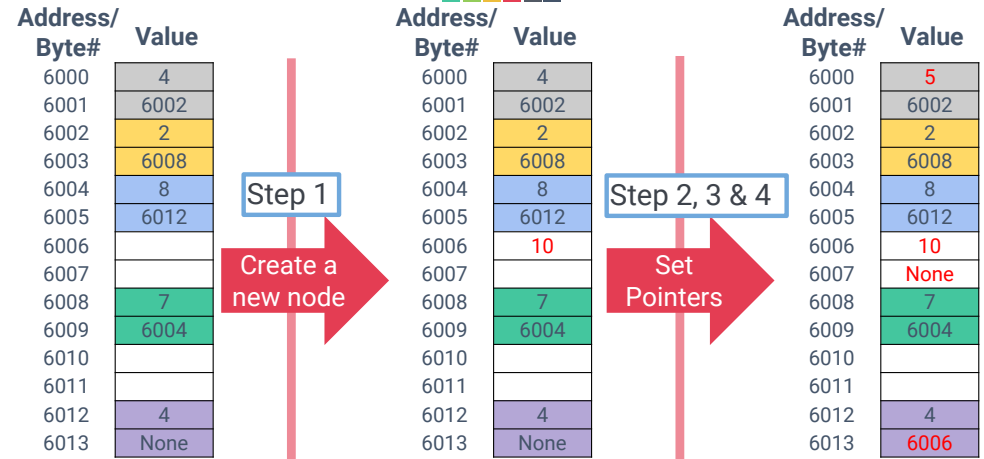 Address/ Value Address/ Value Address/ Value
Byte# Byte# Byte#
6000 4 6000 4 6000 5
6001 6002 6001 6002 6001 6002
6002 2 6002 2 6002 2
6003 6008 6003 6008 6003 6008
6004 8 Step 1 6004 8 Step 2, 3 & 4 6004 8
6005 6012 6005 6012 6005 6012
6006 6006 10 6006 10
6007 Create a 6007 Set 6007 None
6008 7 new node 6008 7 Pointers 6008 7
6009 6004 6009 6004 6009 6004
6010 6010 6010
6011 6011 6011
6012 4 6012 4 6012 4
6013 None 6013 None 6013 6006